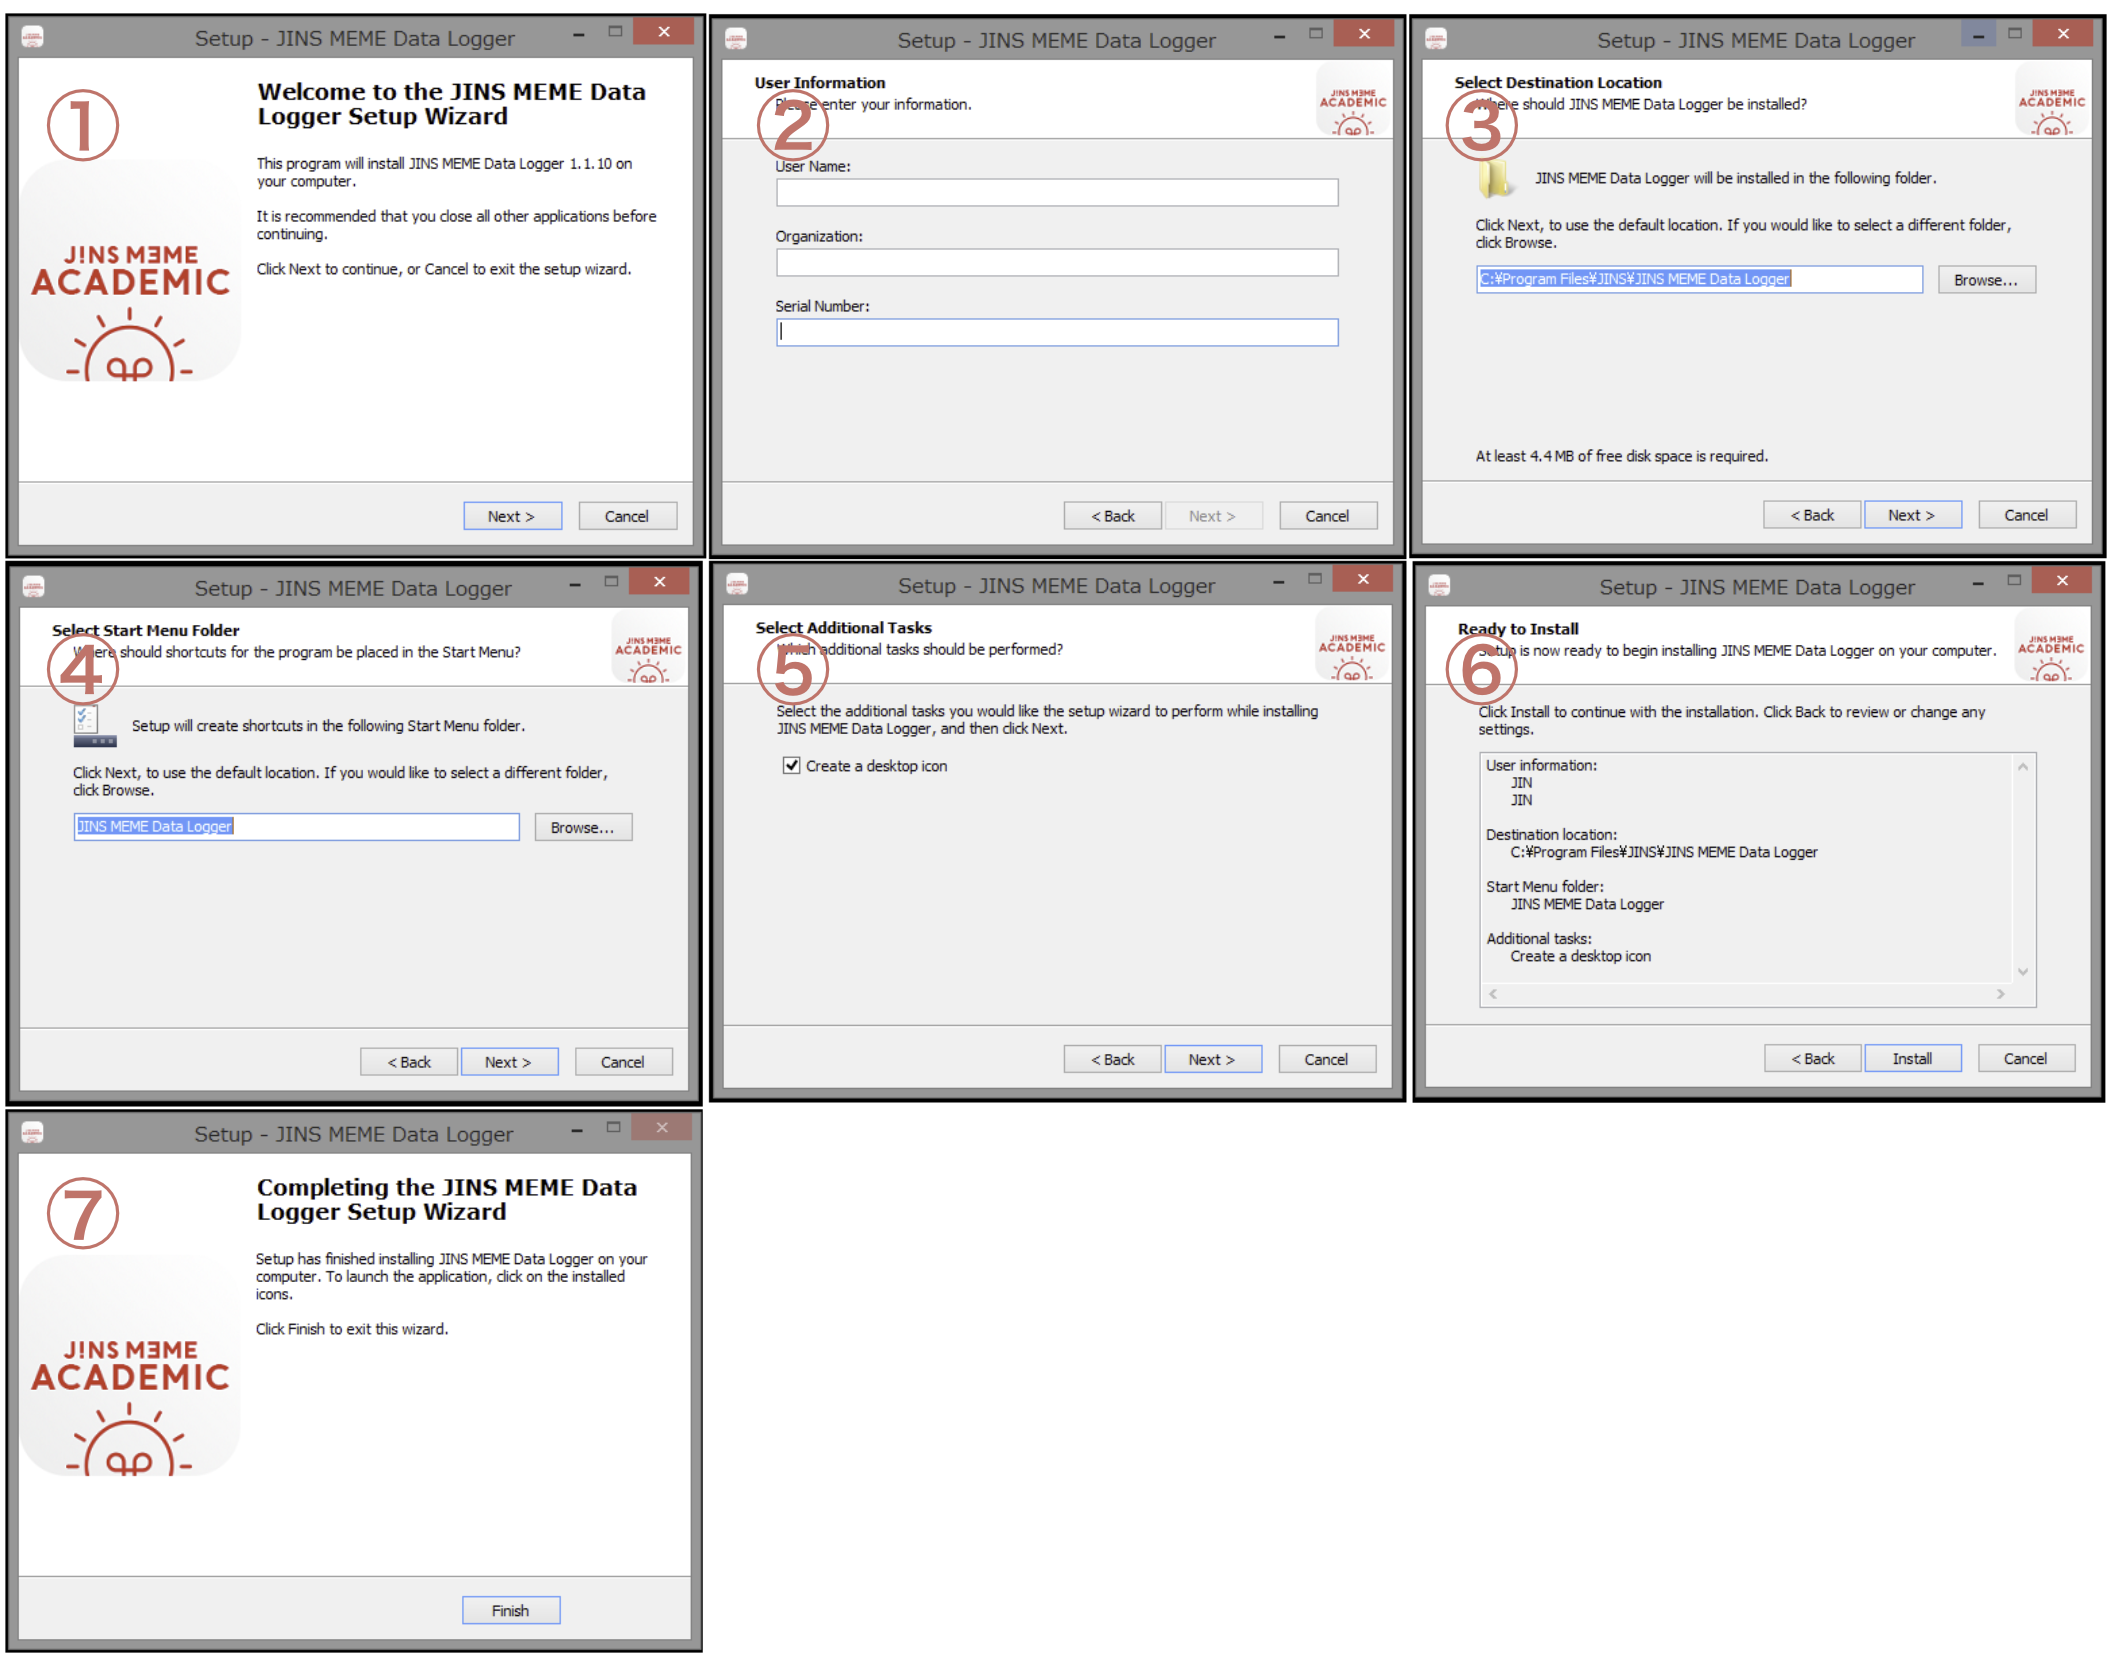 Setup - JINS MEME Data Logger
①
Welcome to the JINS MEME Data
Logger Setup Wizard
This program will install JINS MEME Data Logger 1.1.10 on
your computer.
It is recommended that you close all other applications before
continuing.
Click Next to continue, or Cancel to exit the setup wizard.
J!NS MƎME
ACADEMIC
Next >
Cancel
Setup - JINS MEME Data Logger
User Information
Please enter your information.
②
J!NS MƎME
ACADEMIC
User Name:
Organization:
Serial Number:
< Back
Next >
Cancel
Setup - JINS MEME Data Logger
Select Destination Location
Where should JINS MEME Data Logger be installed?
③
J!NS MƎME
ACADEMIC
JINS MEME Data Logger will be installed in the following folder.
Click Next, to use the default location. If you would like to select a different folder,
click Browse.
C:¥Program Files¥JINS¥JINS MEME Data Logger
Browse...
At least 4.4 MB of free disk space is required.
< Back
Next >
Cancel
Setup - JINS MEME Data Logger
Select Start Menu Folder
Where should shortcuts for the program be placed in the Start Menu?
④
J!NS MƎME
ACADEMIC
Setup will create shortcuts in the following Start Menu folder.
Click Next, to use the default location. If you would like to select a different folder,
click Browse.
JINS MEME Data Logger
Browse...
< Back
Next >
Cancel
Setup - JINS MEME Data Logger
Select Additional Tasks
Which additional tasks should be performed?
⑤
J!NS MƎME
ACADEMIC
Select the additional tasks you would like the setup wizard to perform while installing
JINS MEME Data Logger, and then click Next.
Create a desktop icon
< Back
Next >
Cancel
Setup - JINS MEME Data Logger
Ready to Install
Setup is now ready to begin installing JINS MEME Data Logger on your computer.
⑥
J!NS MƎME
ACADEMIC
Click Install to continue with the installation. Click Back to review or change any
settings.
User information:
JIN
JIN
Destination location:
C:¥Program Files¥JINS¥JINS MEME Data Logger
Start Menu folder:
JINS MEME Data Logger
Additional tasks:
Create a desktop icon
< Back
Install
Cancel
Setup - JINS MEME Data Logger
⑦
Completing the JINS MEME Data
Logger Setup Wizard
Setup has finished installing JINS MEME Data Logger on your
computer. To launch the application, click on the installed
icons.
Click Finish to exit this wizard.
J!NS MƎME
ACADEMIC
Finish